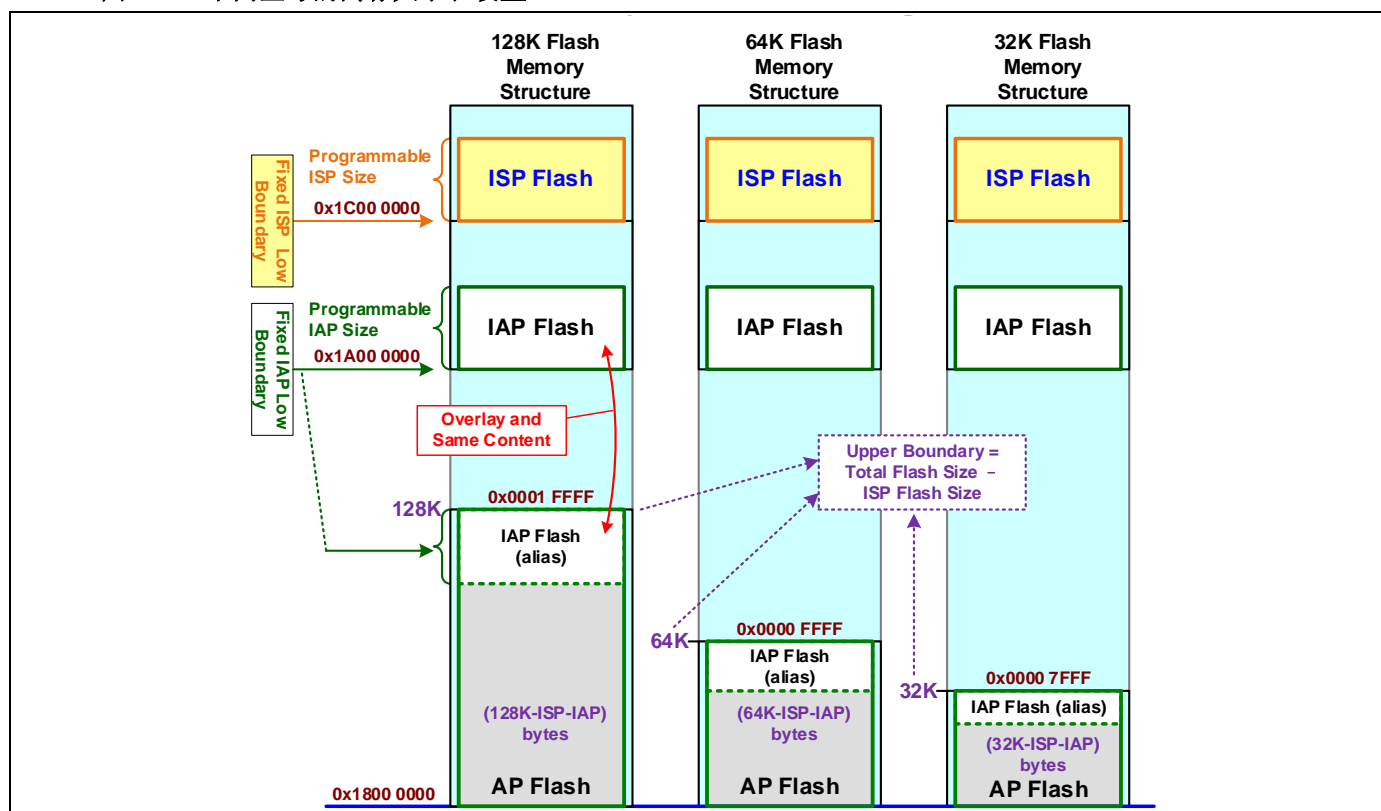 128K Flash
Memory
Structure
64K Flash
Memory
Structure
32K Flash
Memory
Structure
Fixed ISP Low
Boundary
Programmable
ISP Size
0x1C00 0000
ISP Flash
ISP Flash
ISP Flash
Fixed IAP Low
Boundary
Programmable
IAP Size
0x1A00 0000
IAP Flash
IAP Flash
IAP Flash
Overlay and
Same Content
Upper Boundary =
Total Flash Size –
ISP Flash Size
128K
0x0001 FFFF
IAP Flash
(alias)
64K
0x0000 FFFF
IAP Flash
(alias)
32K
0x0000 7FFF
IAP Flash (alias)
(128K-ISP-IAP)
bytes
(64K-ISP-IAP)
bytes
(32K-ISP-IAP)
bytes
AP Flash
AP Flash
AP Flash
0x1800 0000